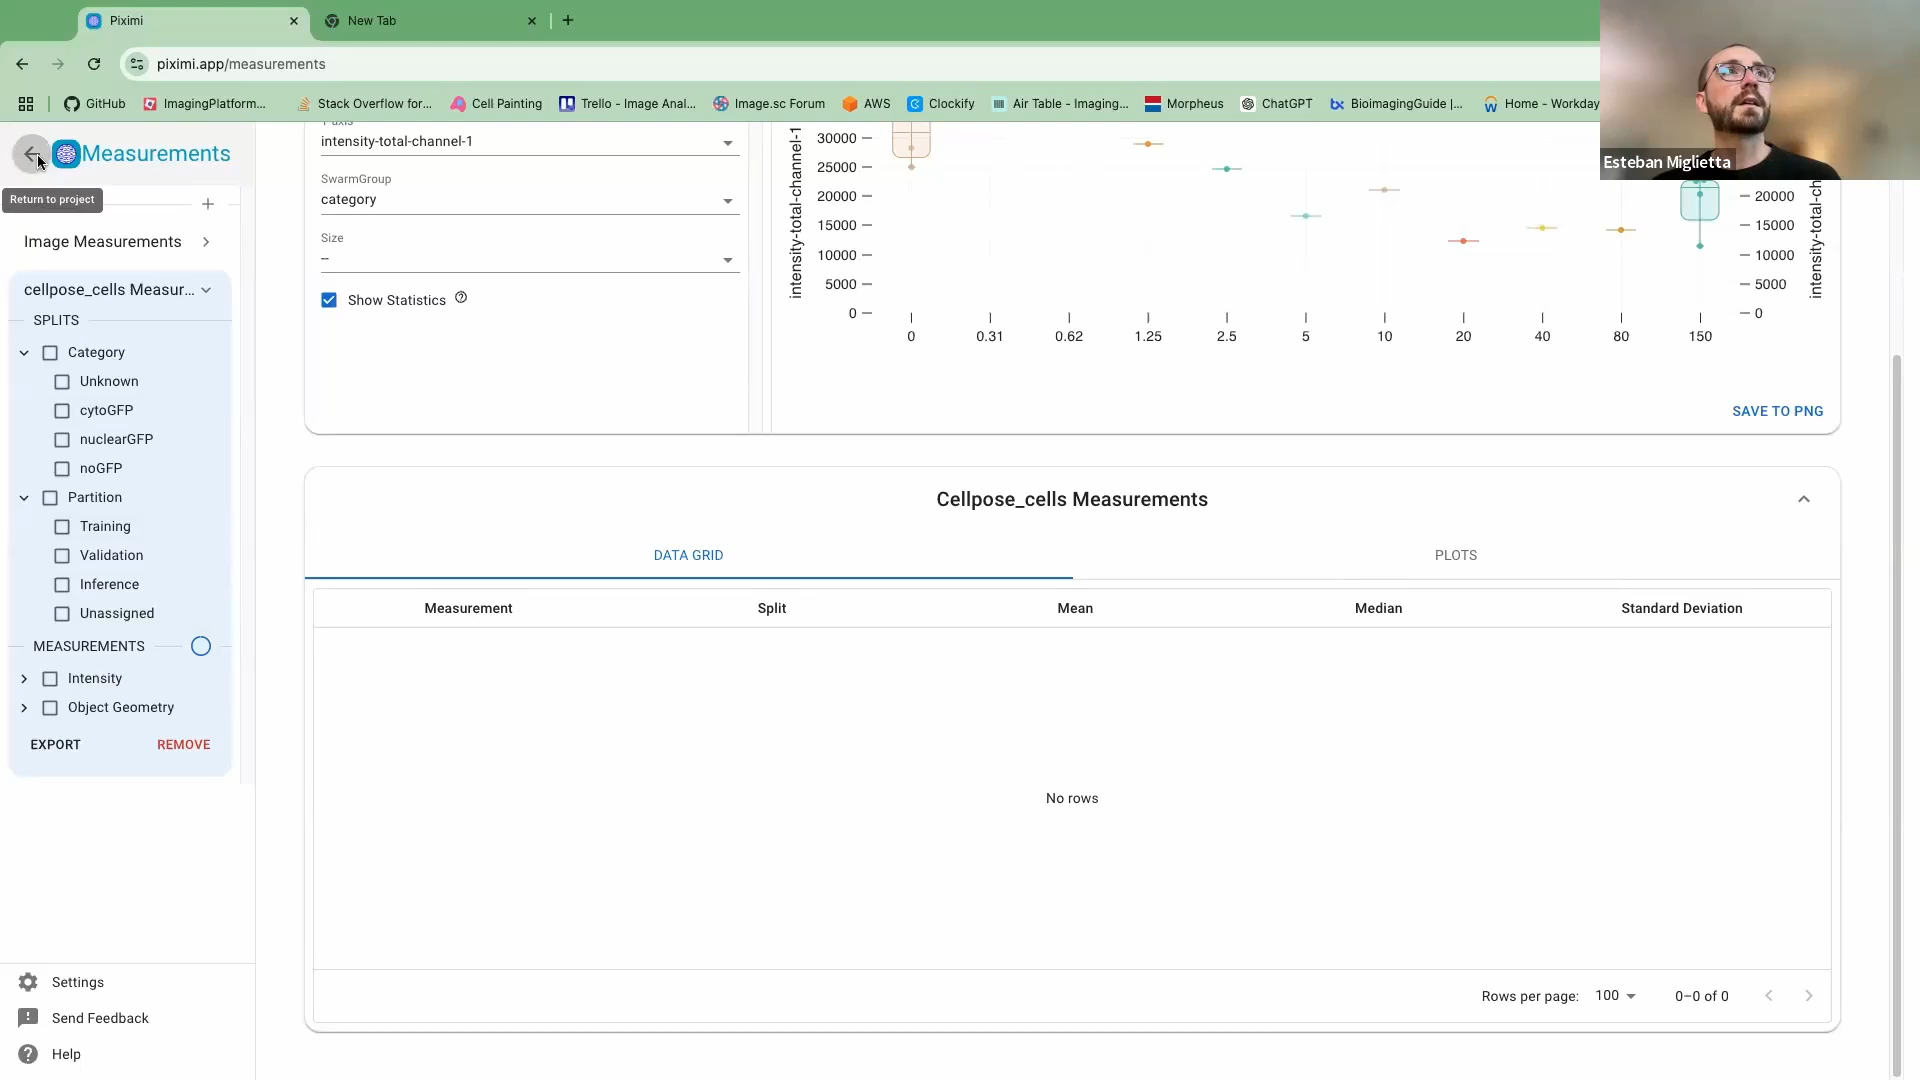 Piximi
New Tab
piximi.app/measurements
GitHub
ImagingPlatform...
Stack Overflow for...
Cell Painting
Trello - Image Anal...
Image.sc Forum
AWS
Clockify
Air Table - Imaging...
Morpheus
ChatGPT
BioimagingGuide |...
Home - Workday
Esteban Miglietta
Measurements
Return to project
Image Measurements
cellpose_cells Measur...
SPLITS
Category
Unknown
cytoGFP
nuclearGFP
noGFP
Partition
Training
Validation
Inference
Unassigned
MEASUREMENTS
Intensity
Object Geometry
EXPORT
REMOVE
Settings
Send Feedback
Help
intensity-total-channel-1
SwarmGroup
category
Size
--
Show Statistics
intensity-total-channel-1
30000
25000
20000
15000
10000
5000
0
0 0.31 0.62 1.25 2.5 5 10 20 40 80 150
20000
15000
10000
5000
0
intensity-total-ch
SAVE TO PNG
Cellpose_cells Measurements
DATA GRID
PLOTS
Measurement Split Mean Median Standard Deviation
No rows
Rows per page: 100 0–0 of 0